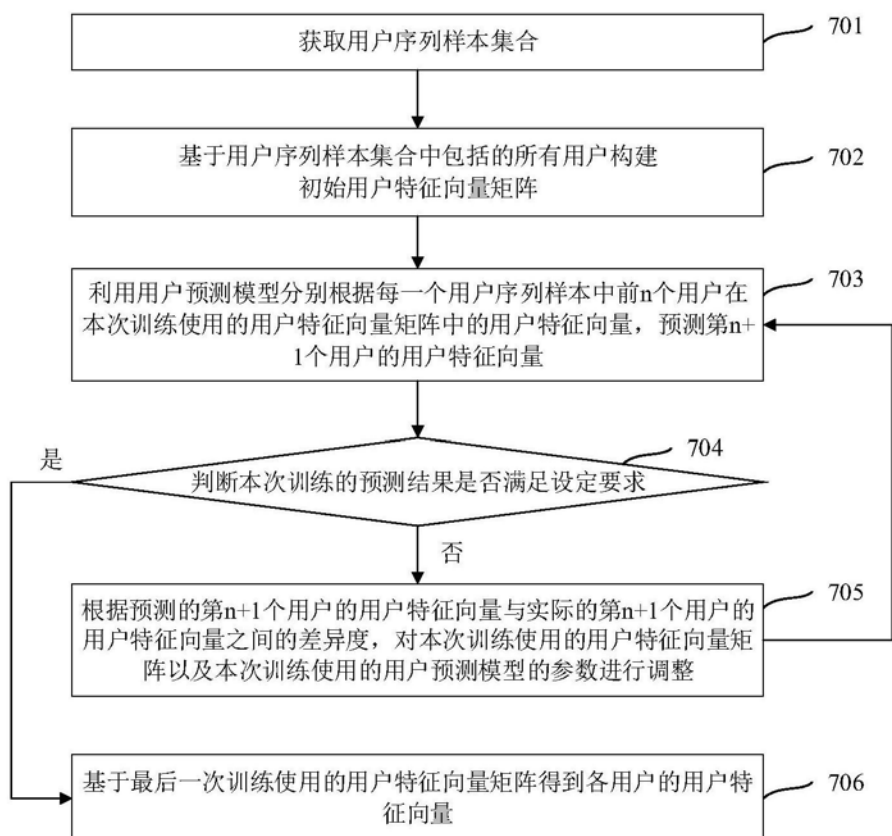 获取用户序列样本集合
701
基于用户序列样本集合中包括的所有用户构建
初始用户特征向量矩阵
702
利用用户预测模型分别根据每一个用户序列样本中前n个用户在
本次训练使用的用户特征向量矩阵中的用户特征向量，预测第n+
1个用户的用户特征向量
703
704
是
判断本次训练的预测结果是否满足设定要求
否
根据预测的第n+1个用户的用户特征向量与实际的第n+1个用户的
用户特征向量之间的差异度，对本次训练使用的用户特征向量矩
阵以及本次训练使用的用户预测模型的参数进行调整
705
基于最后一次训练使用的用户特征向量矩阵得到各用户的用户特
征向量
706